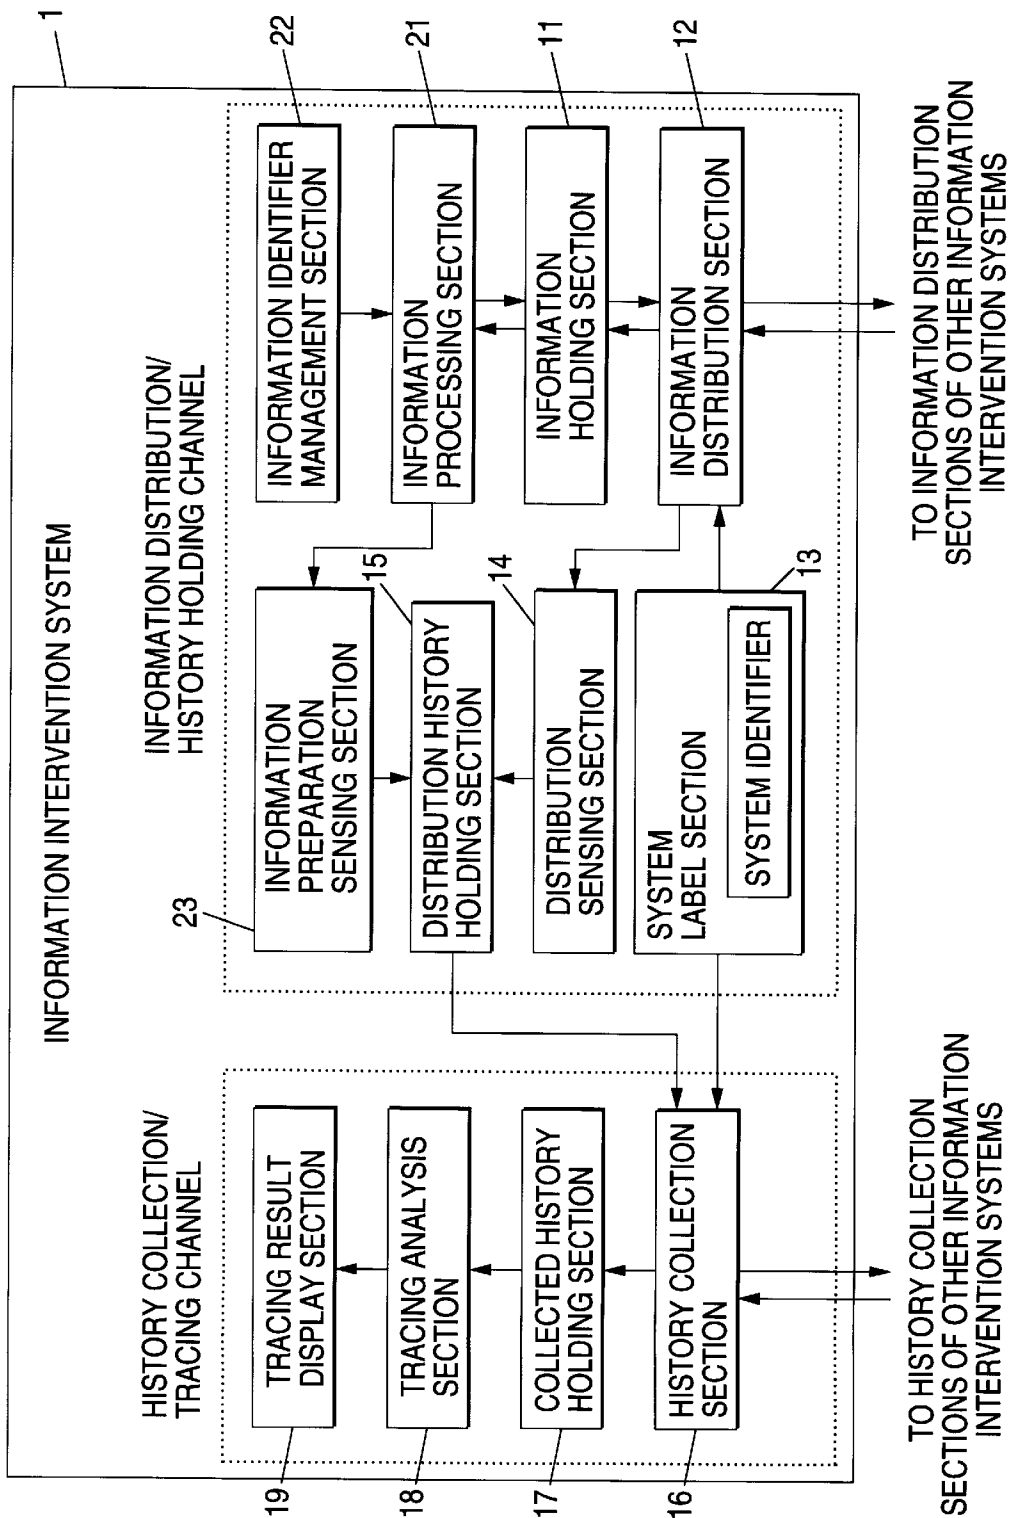 INFORMATION INTERVENTION SYSTEM
1
HISTORY COLLECTION/
TRACING CHANNEL
INFORMATION DISTRIBUTION/
HISTORY HOLDING CHANNEL
19
TRACING RESULT
DISPLAY SECTION
18
TRACING ANALYSIS
SECTION
17
COLLECTED HISTORY
HOLDING SECTION
16
HISTORY COLLECTION
SECTION
TO HISTORY COLLECTION
SECTIONS OF OTHER INFORMATION
INTERVENTION SYSTEMS
23
INFORMATION
PREPARATION
SENSING SECTION
15
DISTRIBUTION HISTORY
HOLDING SECTION
14
DISTRIBUTION
SENSING SECTION
13
SYSTEM
LABEL SECTION
SYSTEM IDENTIFIER
22
INFORMATION IDENTIFIER
MANAGEMENT SECTION
21
INFORMATION
PROCESSING SECTION
11
INFORMATION
HOLDING SECTION
12
INFORMATION
DISTRIBUTION SECTION
TO INFORMATION DISTRIBUTION
SECTIONS OF OTHER INFORMATION
INTERVENTION SYSTEMS